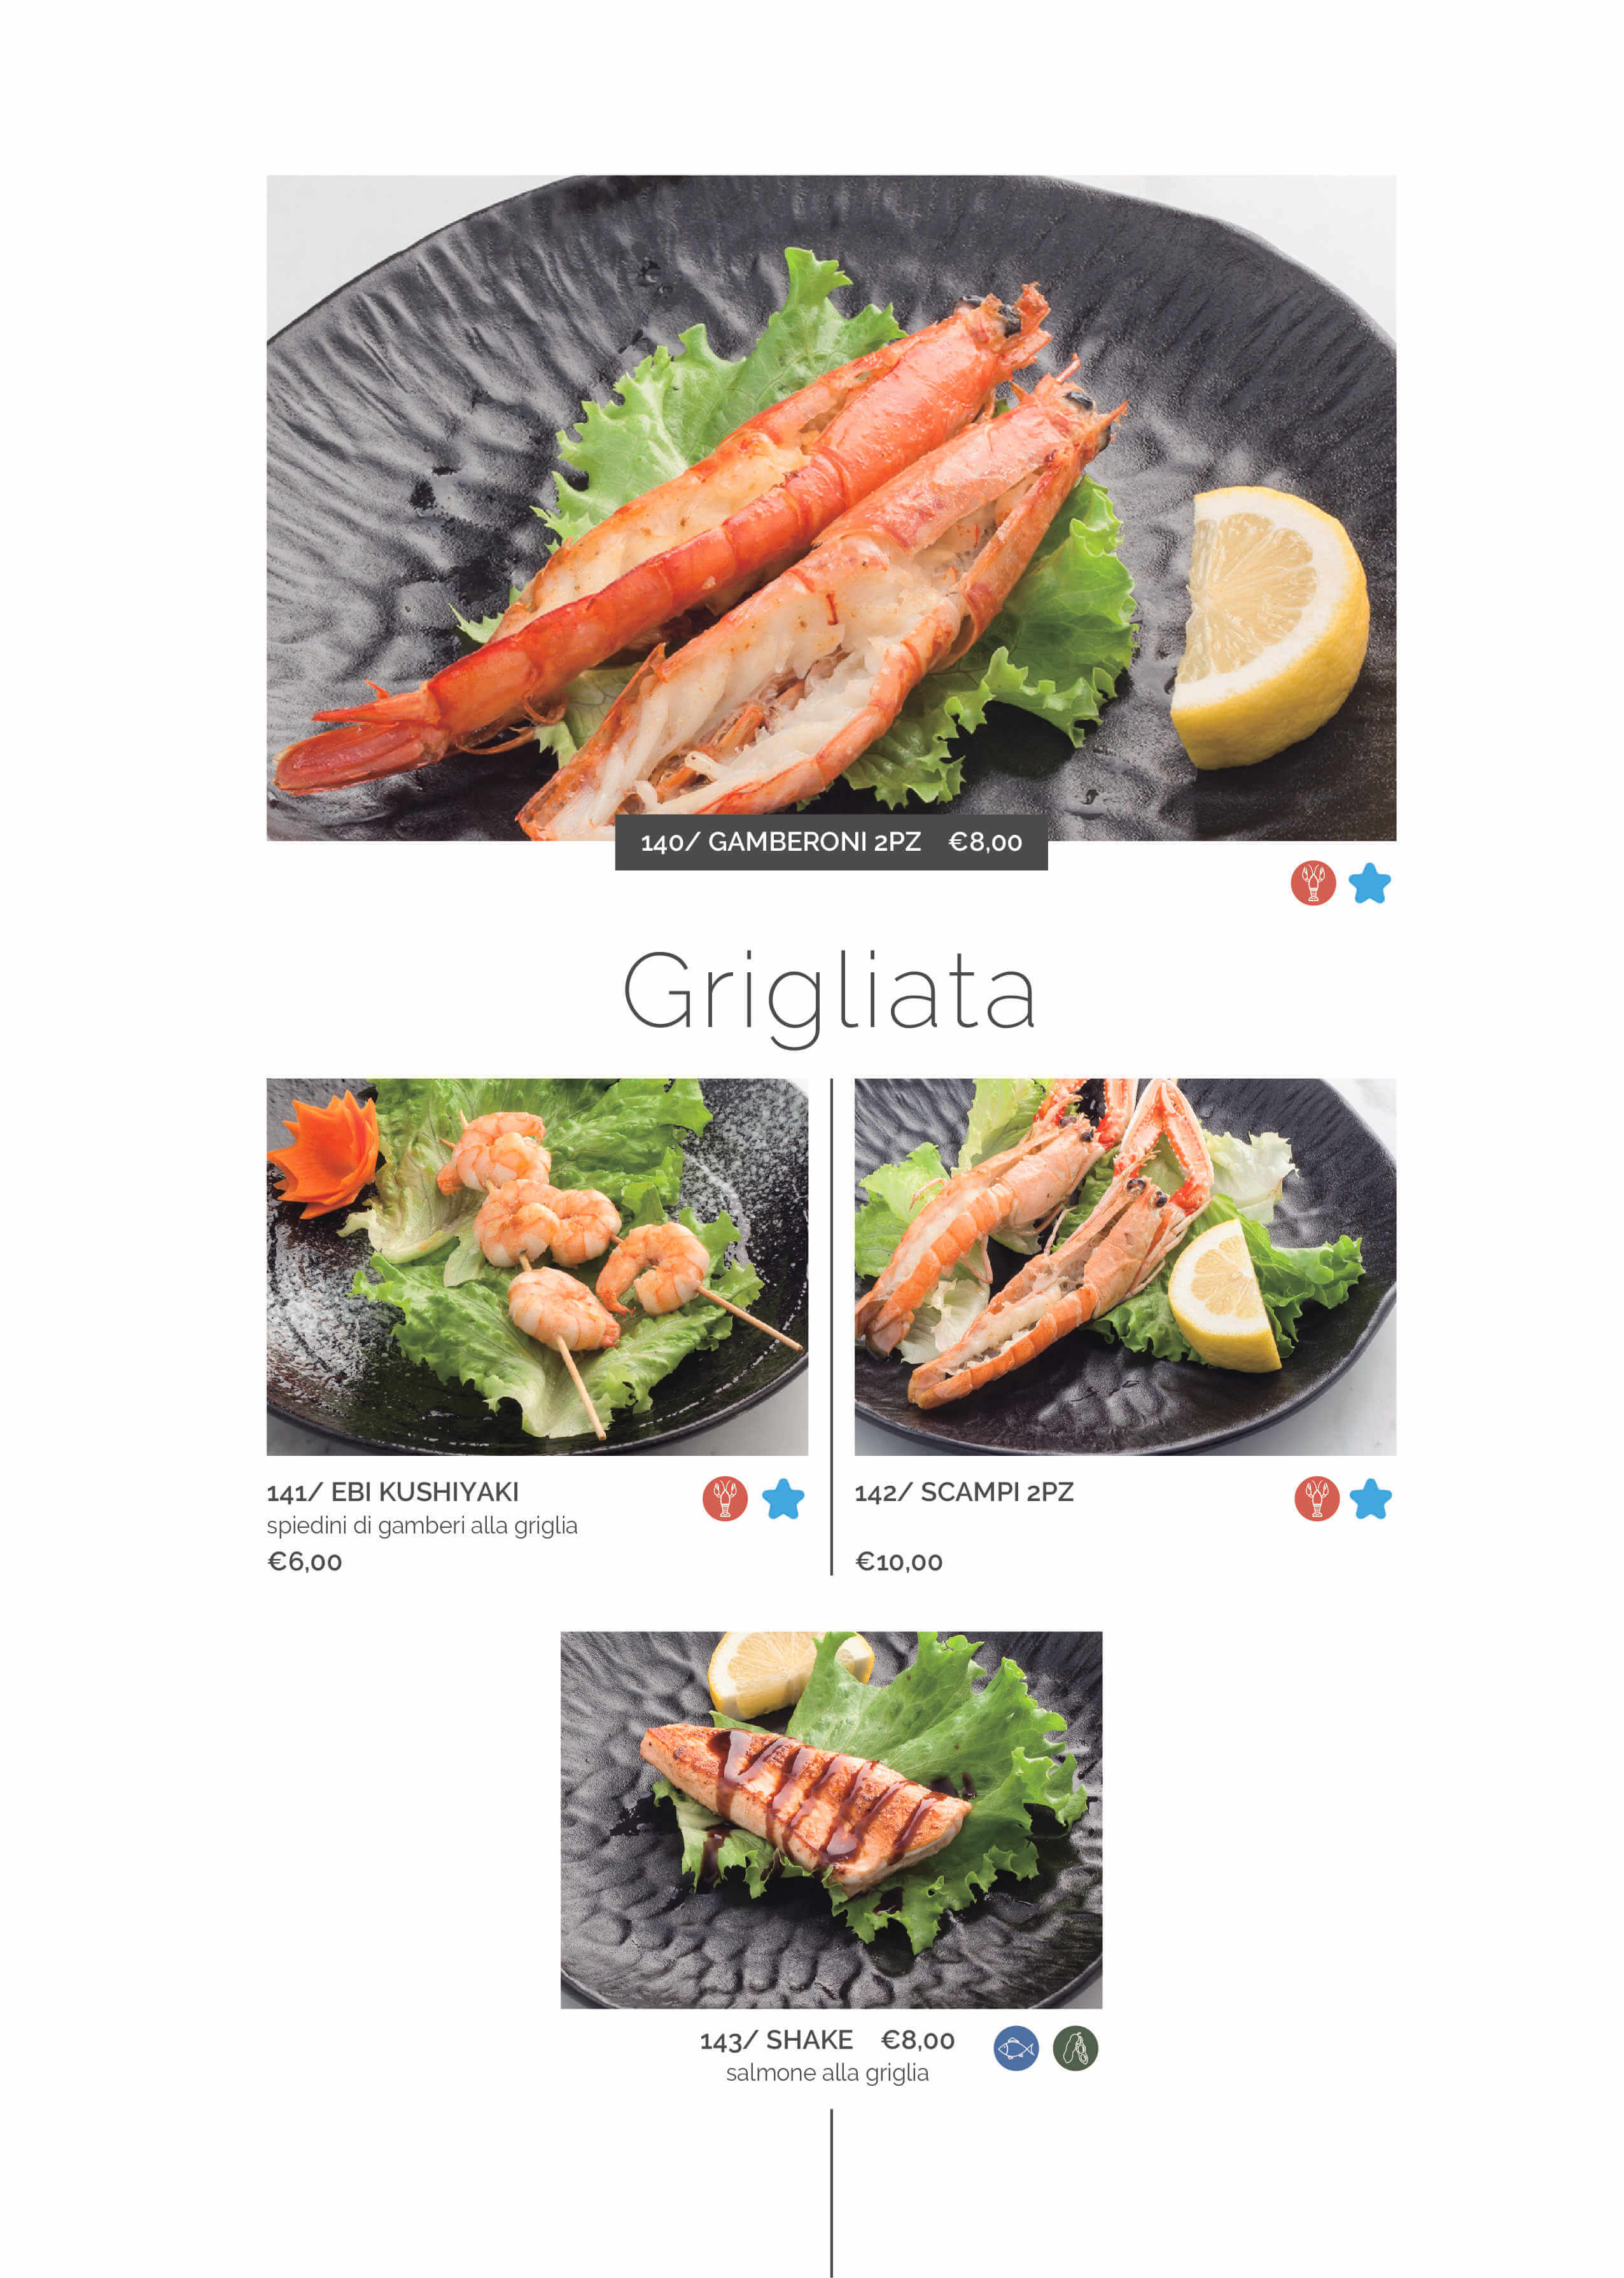 140/ GAMBERONI 2PZ €8,00
Grigliata
141/ EBI KUSHIYAKI
spiedini di gamberi alla griglia
€6,00
142/ SCAMPI 2PZ
€10,00
143/ SHAKE €8,00
salmone alla griglia